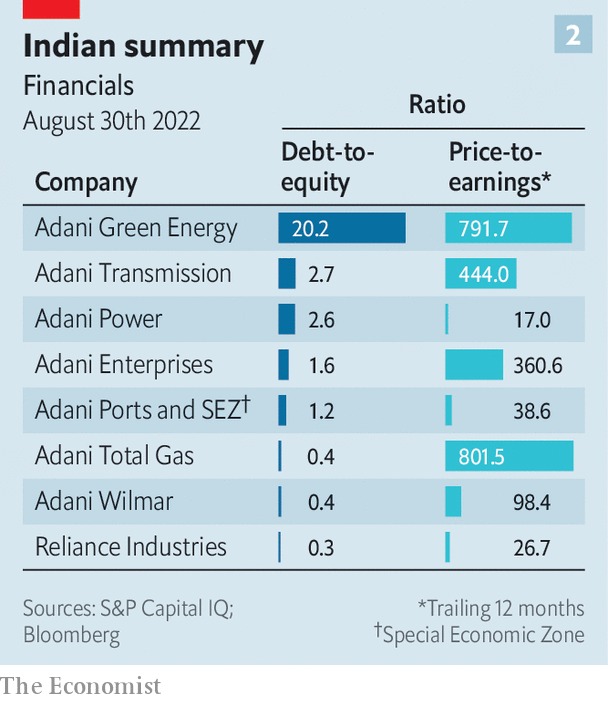 2
Indian summary
Financials
August 30th 2022
Ratio
Debt-to-
equity
Price-to-
earnings*
Company
Adani Green Energy 20.2 791.7
Adani Transmission 2.7 444.0
Adani Power 2.6 17.0
Adani Enterprises 1.6 360.6
Adani Ports and SEZ† 1.2 38.6
Adani Total Gas 0.4 801.5
Adani Wilmar 0.4 98.4
Reliance Industries 0.3 26.7
Sources: S&P Capital IQ;
Bloomberg
*Trailing 12 months
†Special Economic Zone
The Economist